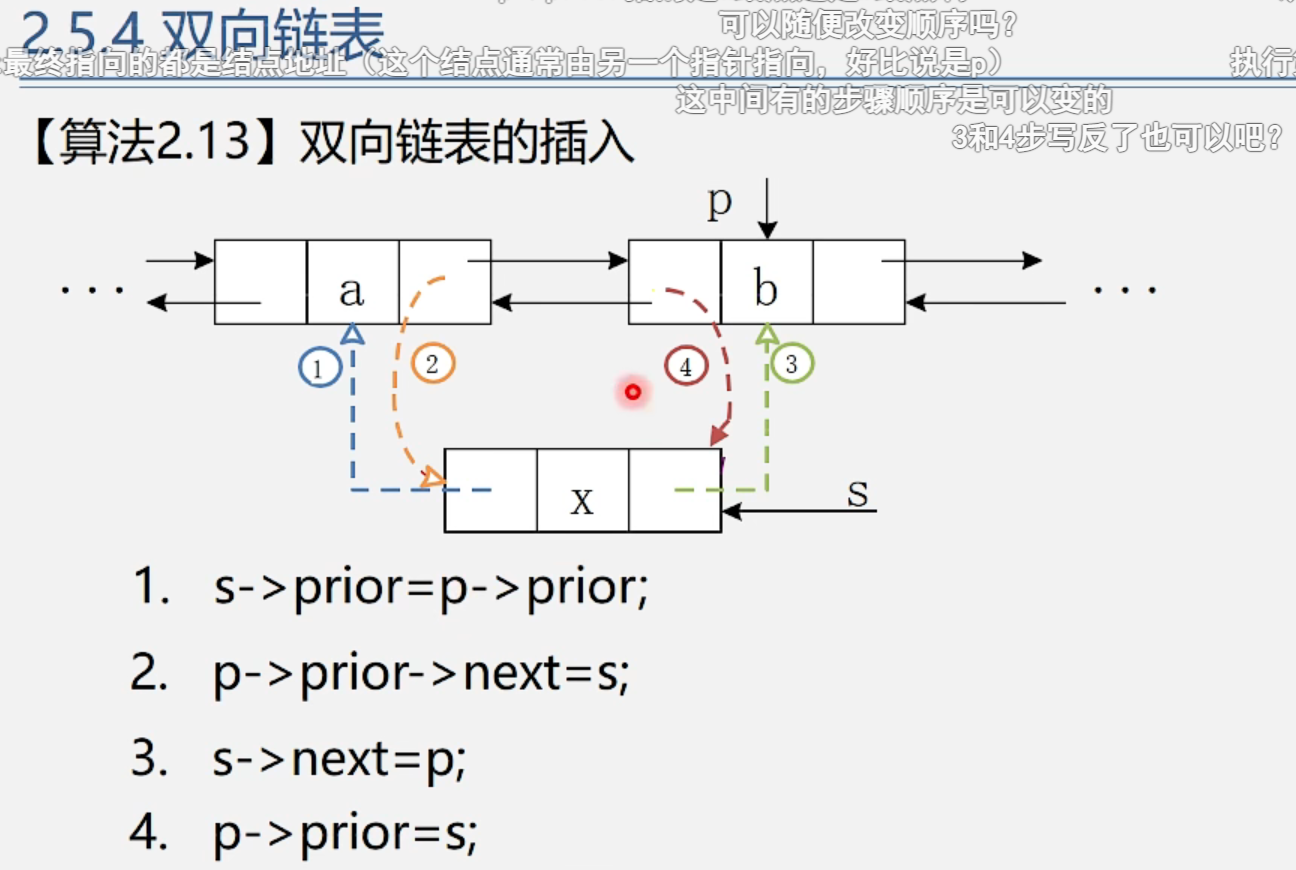 2.5.4 双向链表
可以随便改变顺序吗？
最终指向的都是结点地址（这个结点通常由另一个指针指向，好比说是p）
执行
这中间有的步骤顺序是可以变的
3和4步写反了也可以吧？
【算法2.13】双向链表的插入
p
... a b ...
1 2 4 3
x s
1. s->prior=p->prior;
2. p->prior->next=s;
3. s->next=p;
4. p->prior=s;